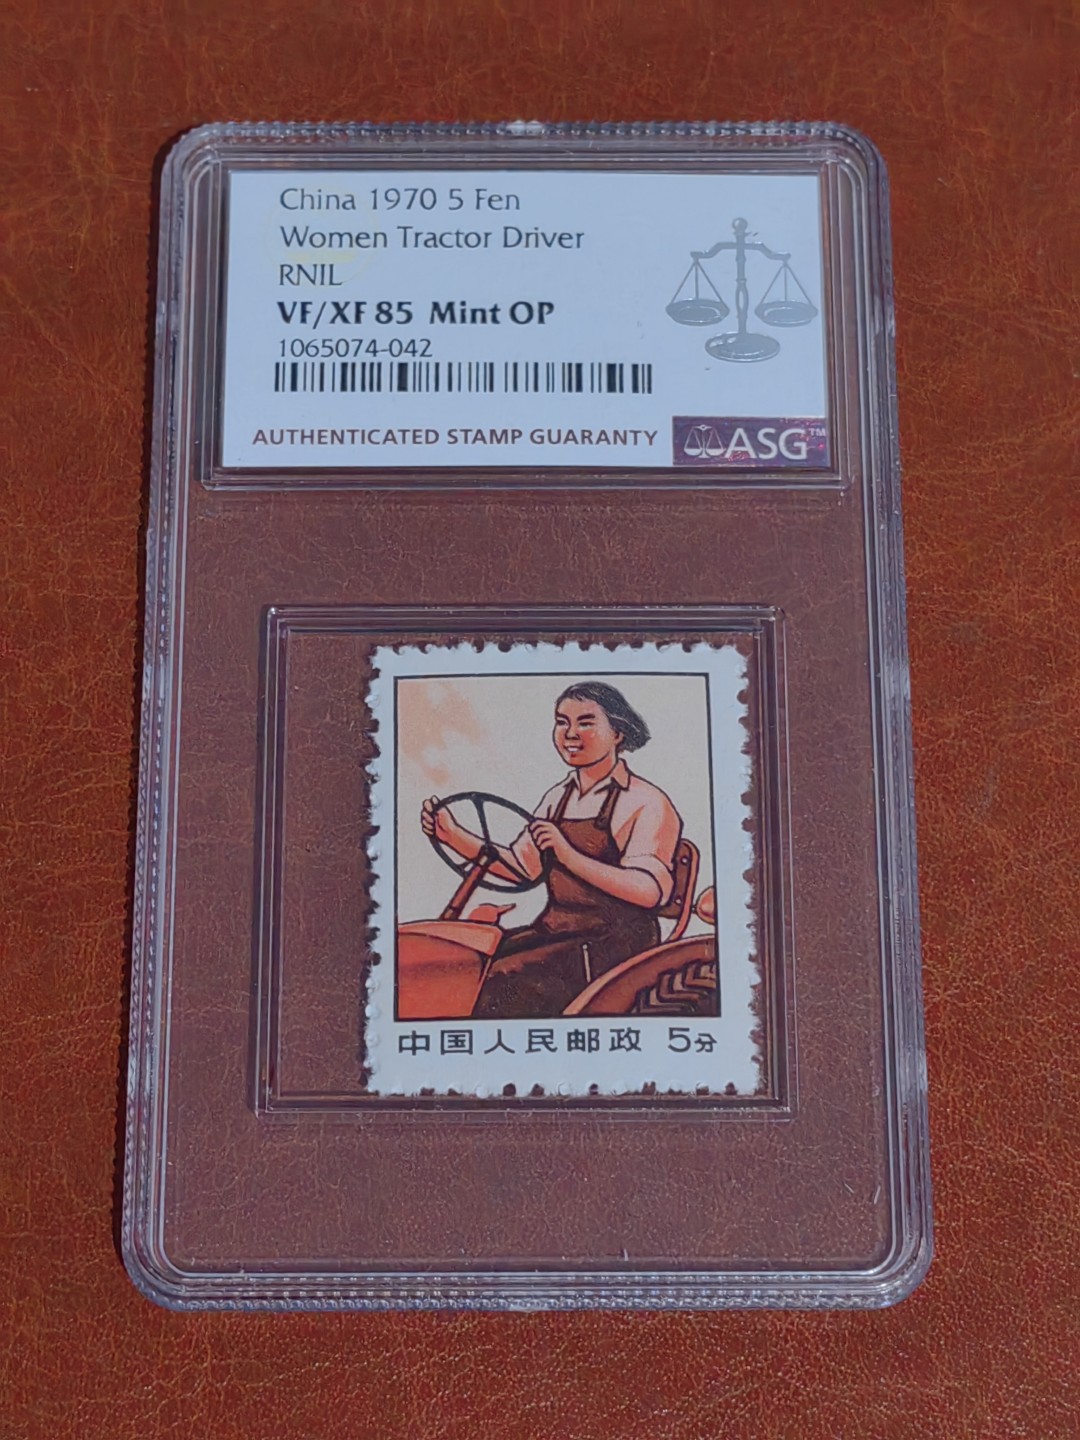 China 1970 5 Fen
Women Tractor Driver
RNIL
VF/XF 85 Mint OP
1065074-042
AUTHENTICATED STAMP GUARANTY ASG™
中国人民邮政 5分